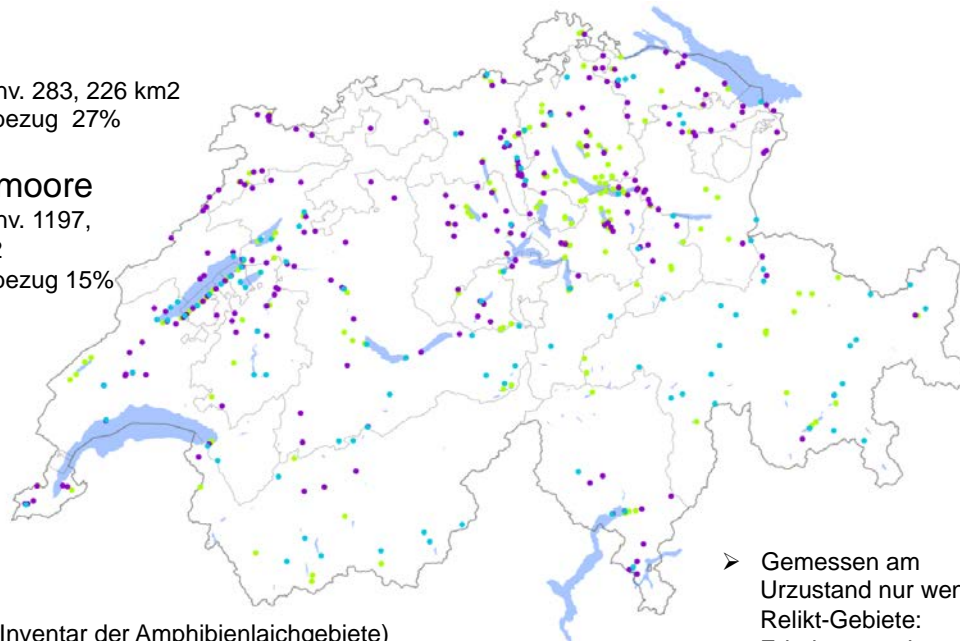 nv. 283, 226 km2
bezug 27%
moore
nv. 1197,
2
bezug 15%
➢ Gemessen am
Urzustand nur
Relikt-Gebiete:
Inventar der Amphibienlaichgebiete)